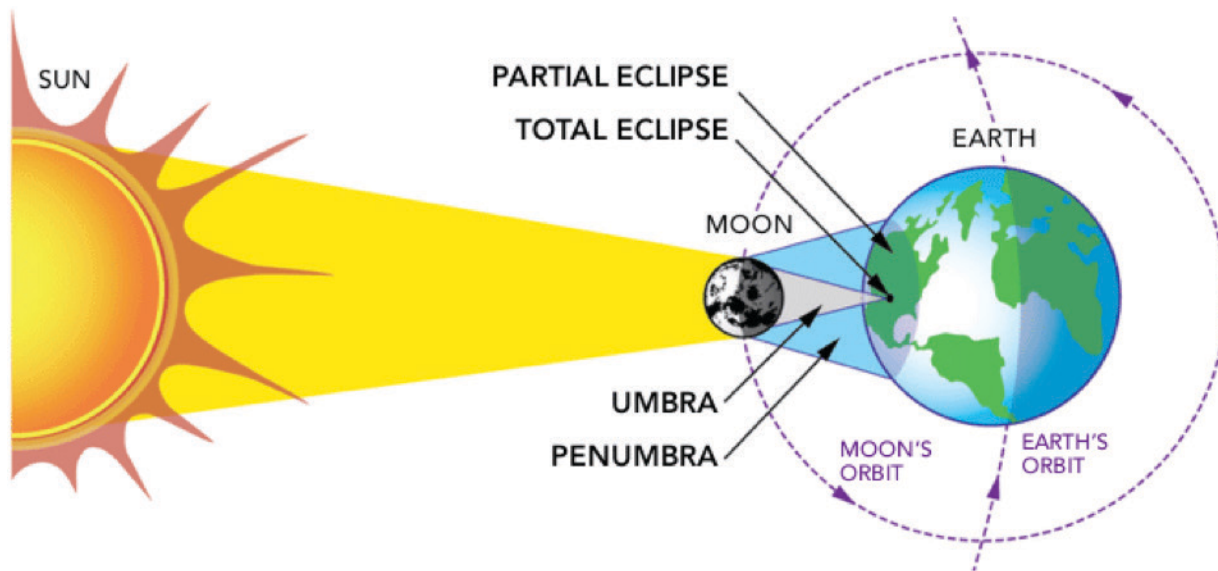 SUN
PARTIAL ECLIPSE
TOTAL ECLIPSE
EARTH
MOON
UMBRA
PENUMBRA
MOON'S
ORBIT
EARTH'S
ORBIT